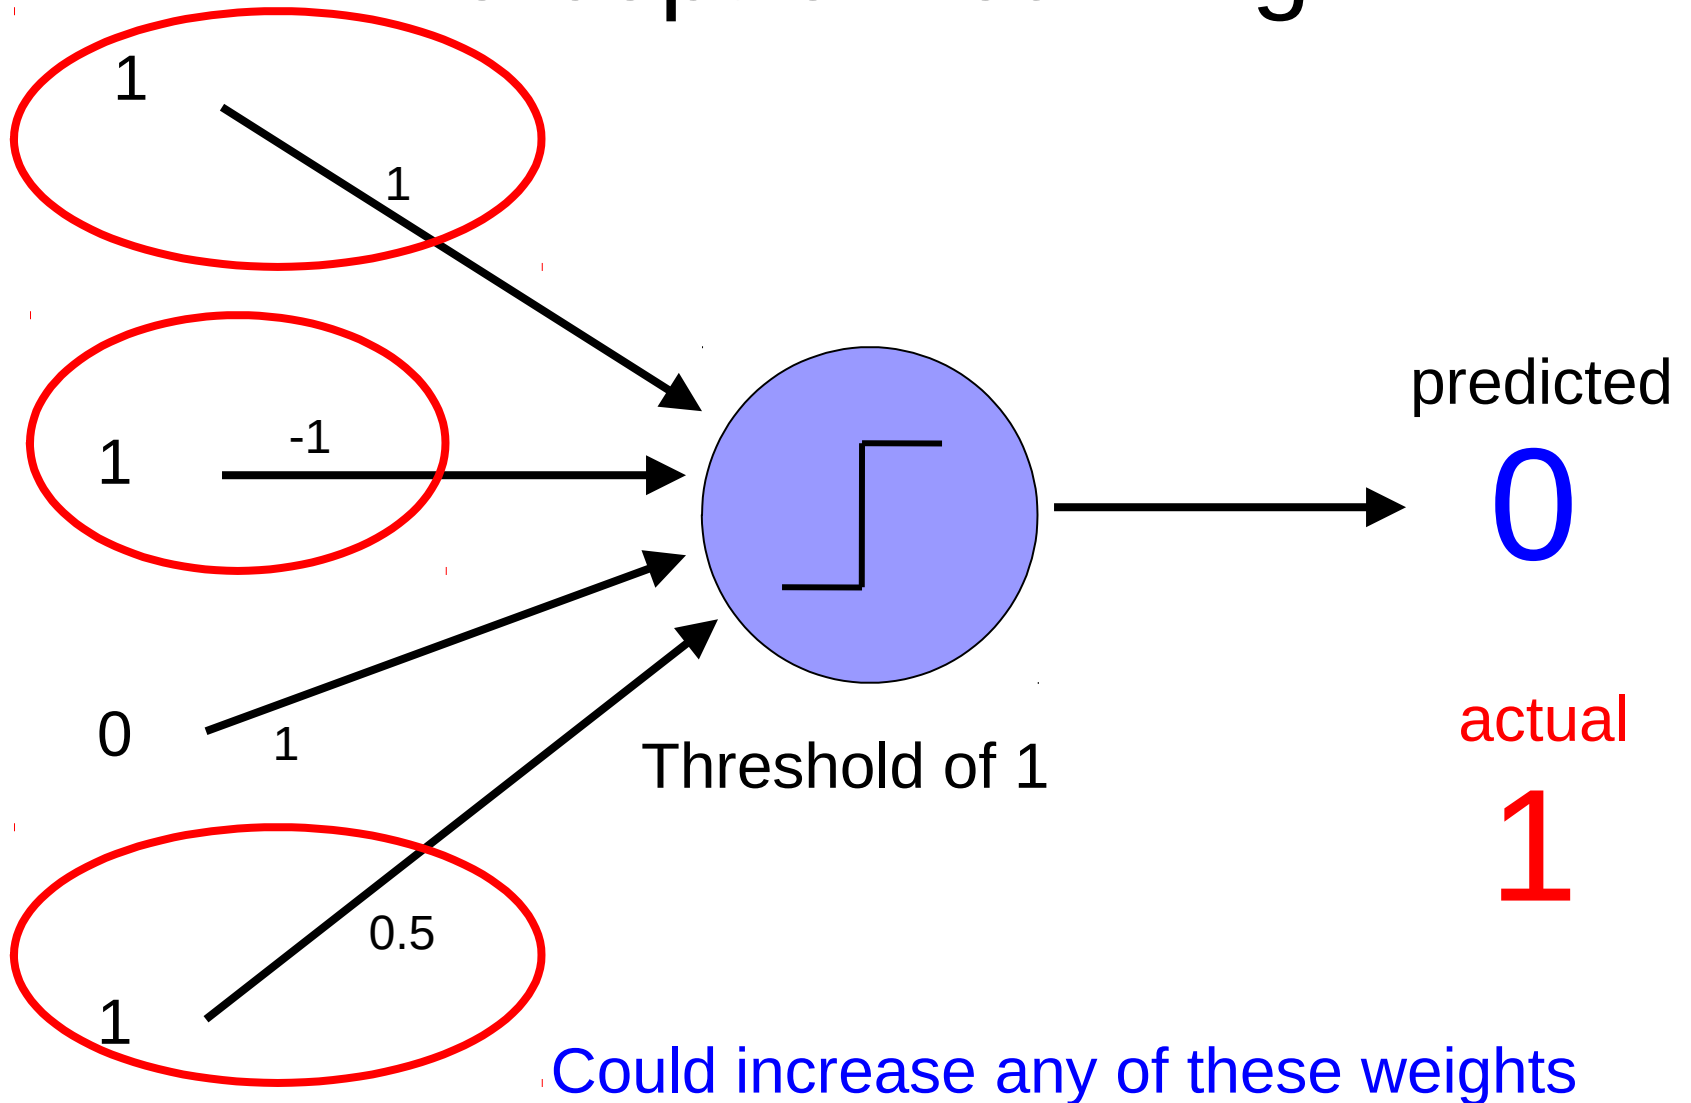 1
1
1
-1
0
1
1
0.5
Threshold of 1
predicted
0
actual
1
Could increase any of these weights